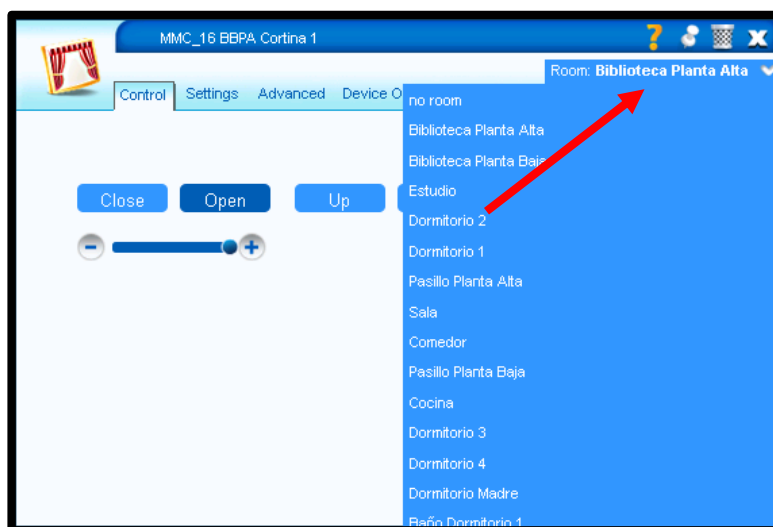 MMC_16 BBPA Cortina 1
Room: Biblioteca Planta Alta
Control Settings Advanced Device O
no room
Biblioteca Planta Alta
Biblioteca Planta Baja
Estudio
Dormitorio 2
Dormitorio 1
Pasillo Planta Alta
Sala
Comedor
Pasillo Planta Baja
Cocina
Dormitorio 3
Dormitorio 4
Dormitorio Madre
Baño Dormitorio 1
Close Open Up